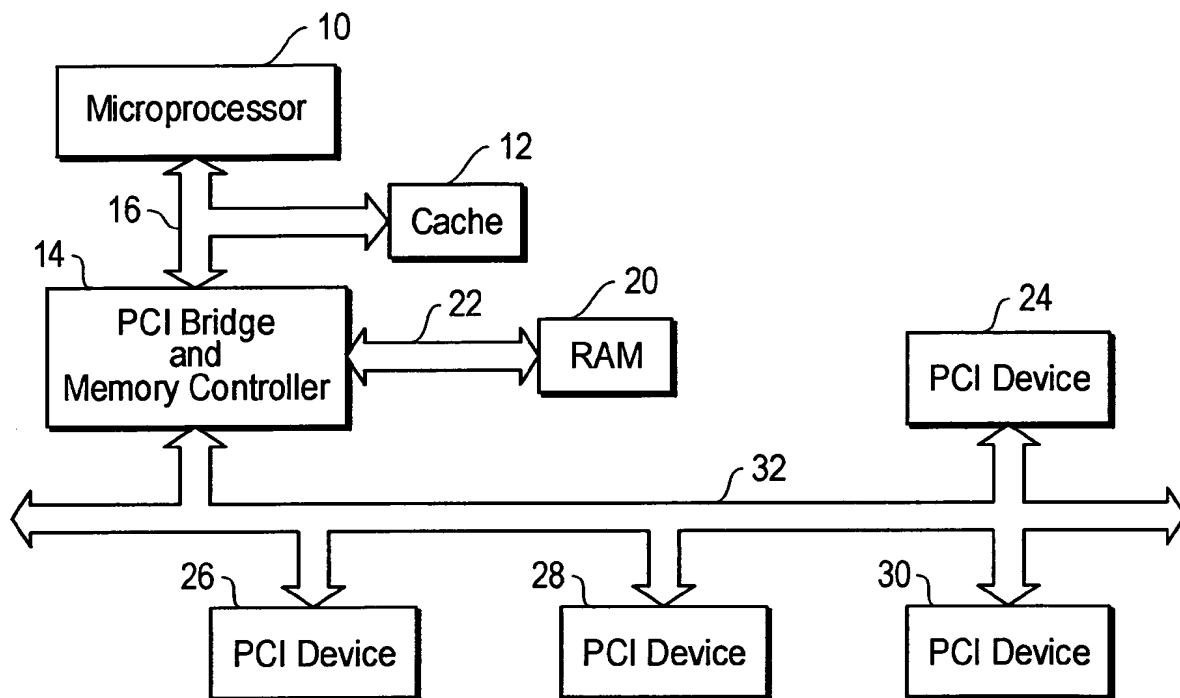 10
Microprocessor
12
16
Cache
14
PCI Bridge
and
Memory Controller
22
20
RAM
24
PCI Device
32
26
PCI Device
28
PCI Device
30
PCI Device